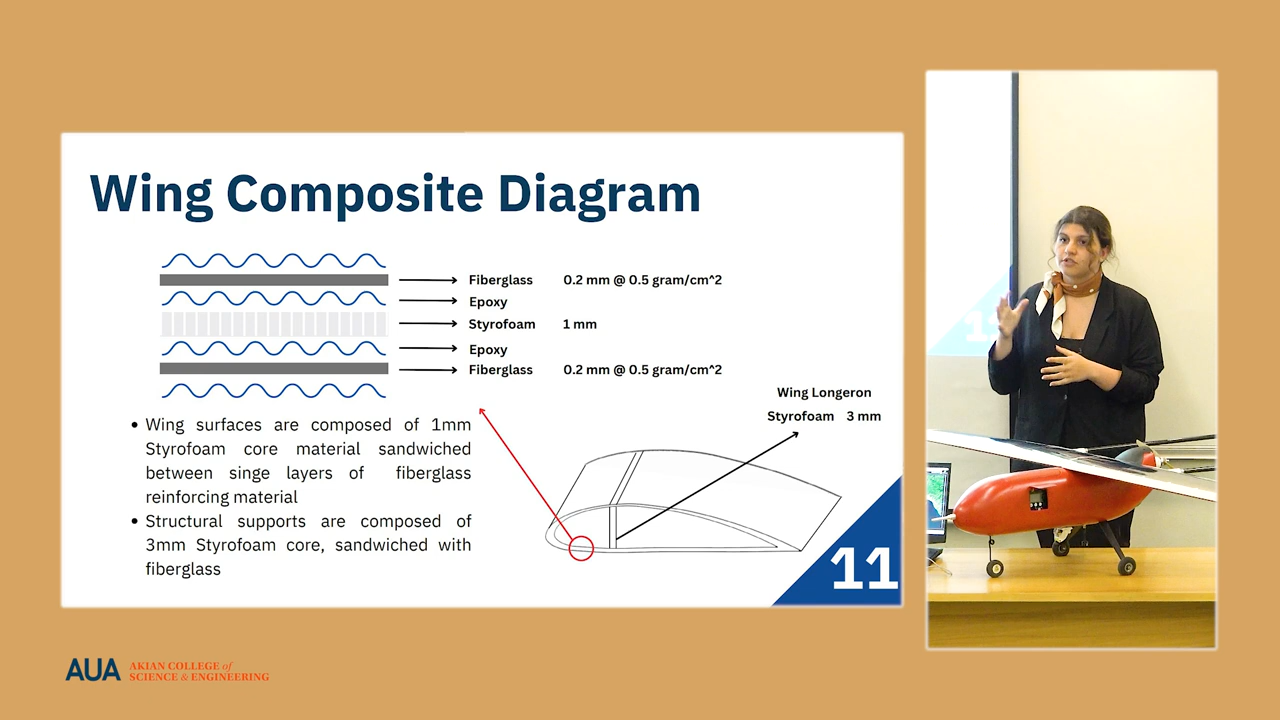 Wing Composite Diagram
Fiberglass 0.2 mm @ 0.5 gram/cm^2
Epoxy
Styrofoam 1 mm
Epoxy
Fiberglass 0.2 mm @ 0.5 gram/cm^2
Wing Longeron
Styrofoam 3 mm
• Wing surfaces are composed of 1mm
Styrofoam core material sandwiched
between singe layers of fiberglass
reinforcing material
• Structural supports are composed of
3mm Styrofoam core, sandwiched with
fiberglass
11
AUA AKIAN COLLEGE of
SCIENCE & ENGINEERING